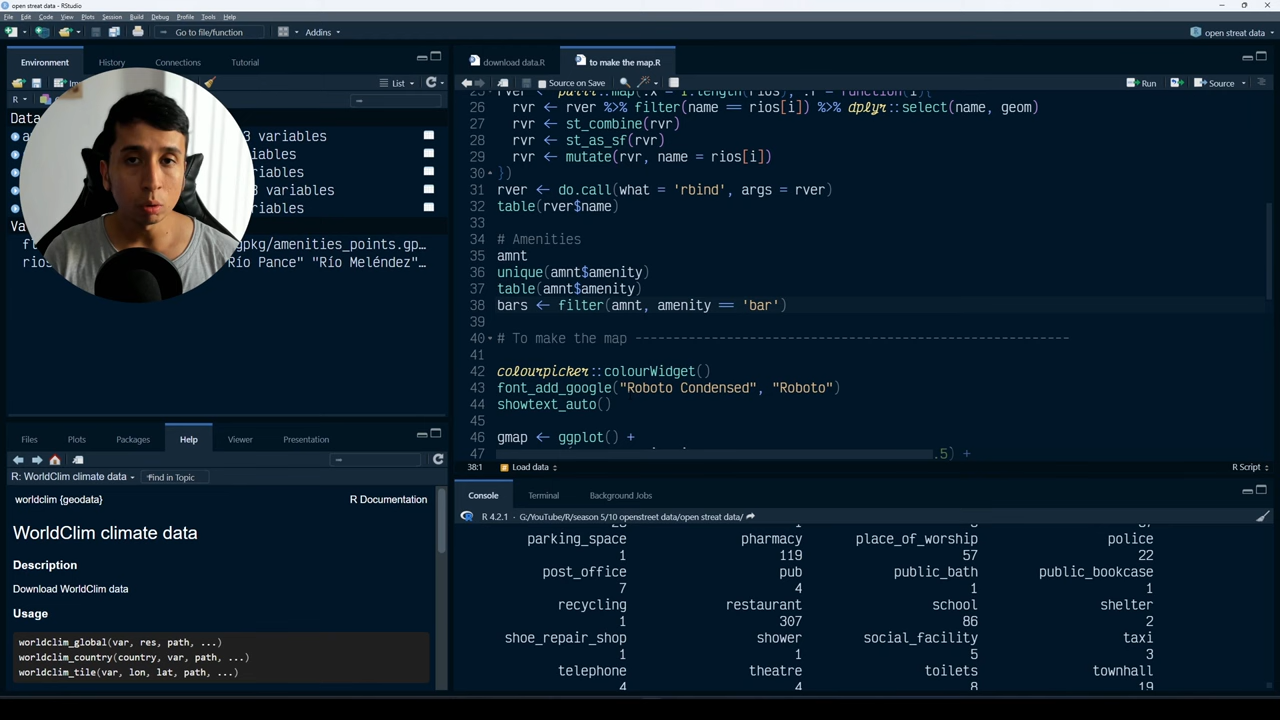 open streat data - RStudio
File Edit Code View Plots Session Build Debug Profile Tools Help
Go to file/function
Addins
open streat data
Environment
History
Connections
Tutorial
List
R
Data
3 variables
variables
variables
3 variables
variables
gpkg/amenities_points.gp…
rios
Río Pance" "Río Meléndez"…
Files
Plots
Packages
Help
Viewer
Presentation
R: WorldClim climate data
Find in Topic
worldclim {geodata}
R Documentation
WorldClim climate data
Description
Download WorldClim data
Usage
worldclim_global(var, res, path, ...)
worldclim_country(country, var, path, ...)
worldclim_tile(var, lon, lat, path, ...)
download data.R
to make the map.R
Source on Save
Run
Source
26 rvr ← rver %>% filter(name == rios[i]) %>% dplyr::select(name, geom)
27 rvr ← st_combine(rvr)
28 rvr ← st_as_sf(rvr)
29 rvr ← mutate(rvr, name = rios[i])
30 })
31 rver ← do.call(what = 'rbind', args = rver)
32 table(rver$name)
33
34 # Amenities
35 amnt
36 unique(amnt$amenity)
37 table(amnt$amenity)
38 bars ← filter(amnt, amenity == 'bar')
39
40 # To make the map ----------------------------------------------------------
41
42 colourpicker::colourWidget()
43 font_add_google("Roboto Condensed", "Roboto")
44 showtext_auto()
45
46 gmap ← ggplot() +
47 .5) +
38:1
Load data
R Script
Console
Terminal
Background Jobs
R 4.2.1 · G:/YouTube/R/season 5/10 openstreet data/open streat data/
parking_space pharmacy place_of_worship police
1 119 57 22
post_office pub public_bath public_bookcase
7 4 1 1
recycling restaurant school shelter
1 307 86 2
shoe_repair_shop shower social_facility taxi
1 1 5 3
telephone theatre toilets townhall
4 4 8 19